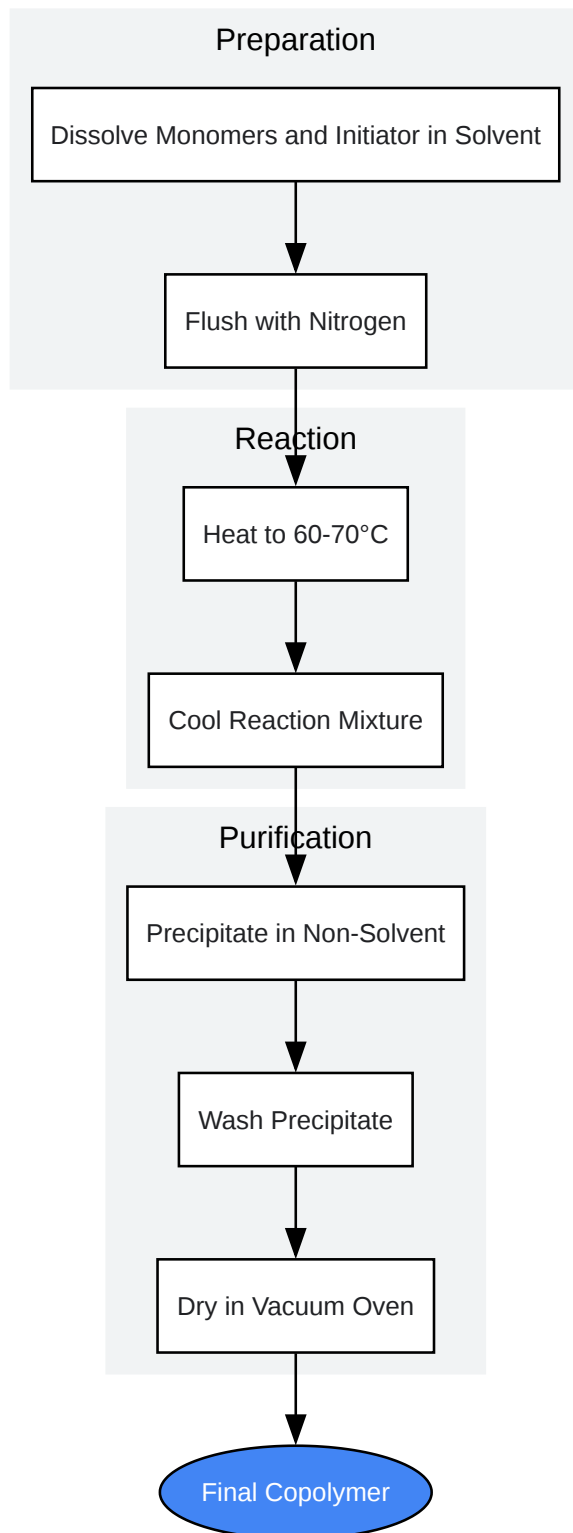 Preparation
Dissolve Monomers and Initiator in Solvent
Flush with Nitrogen
Reaction
Heat to 60-70°C
Cool Reaction Mixture
Purification
Precipitate in Non-Solvent
Wash Precipitate
Dry in Vacuum Oven
Final Copolymer